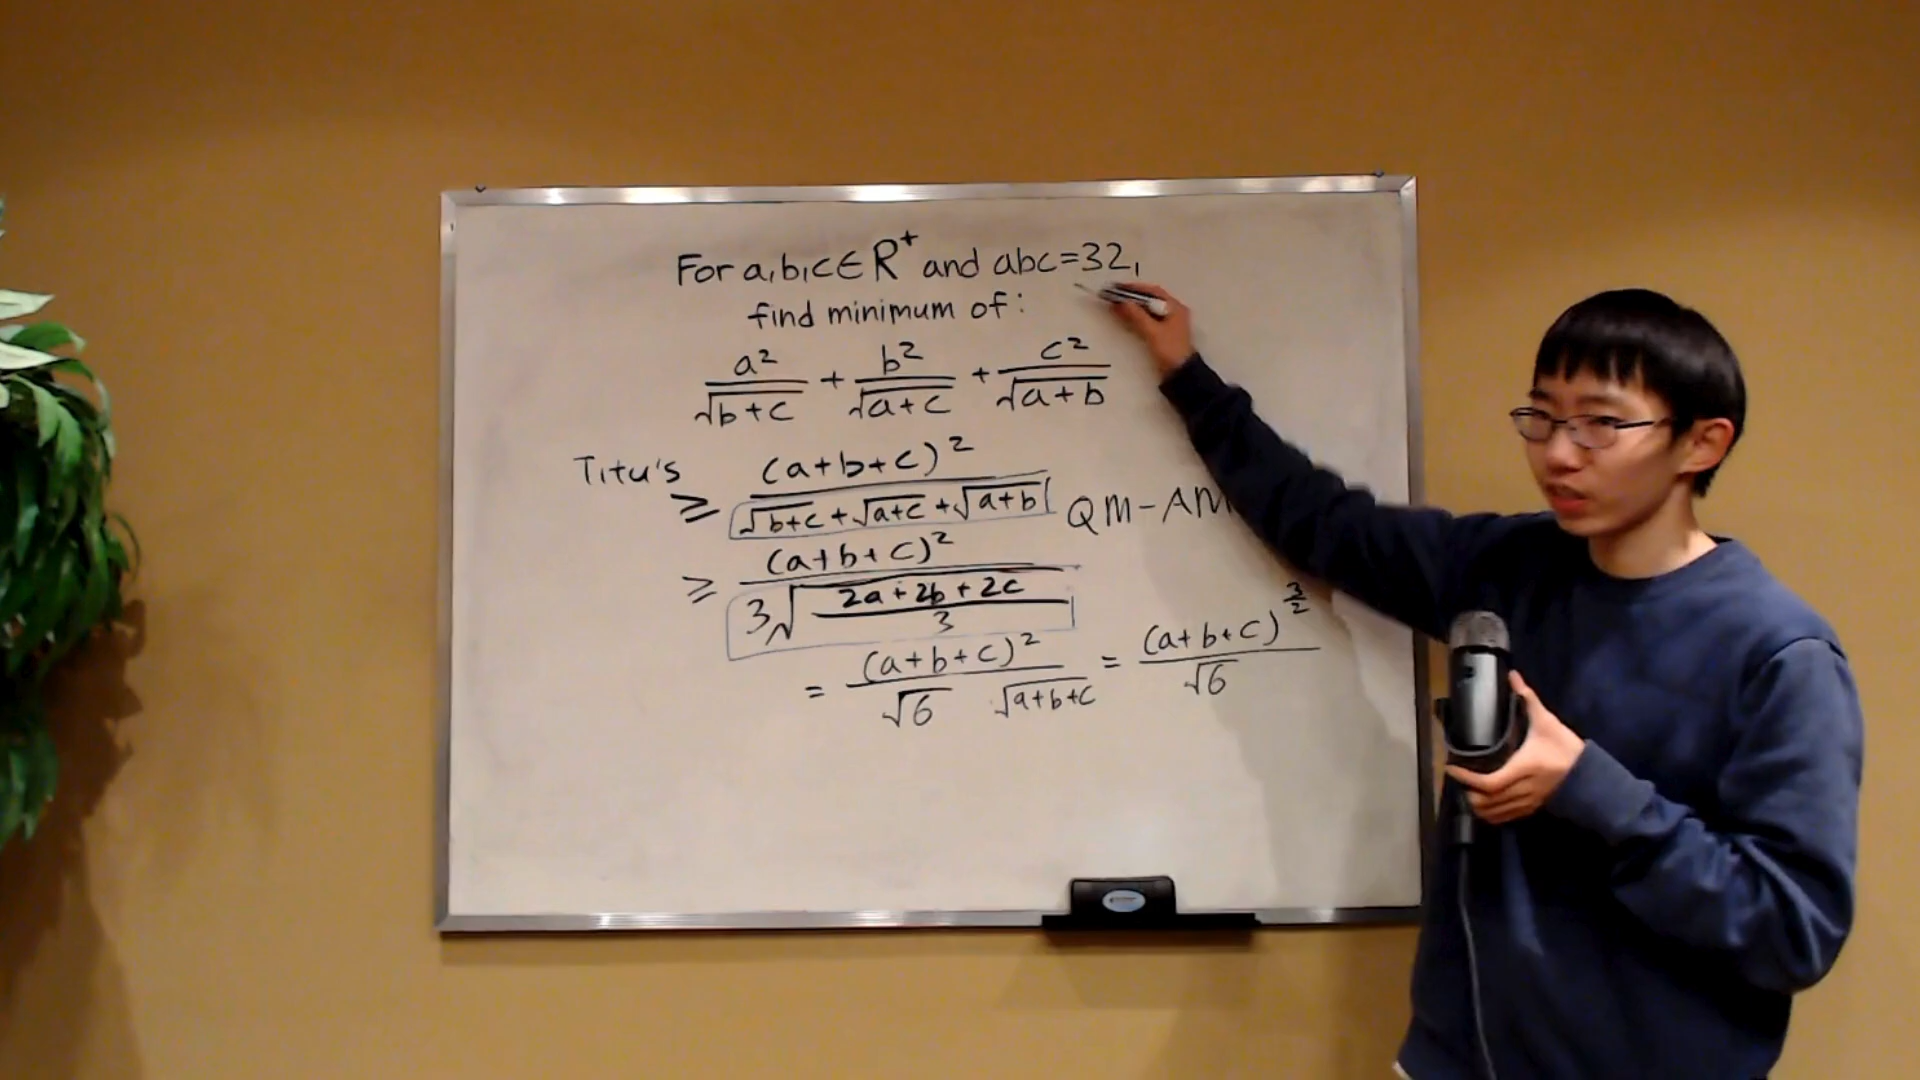 For a,b,c ∈ R⁺ and abc=32,
find minimum of:
a²/√(b+c) + b²/√(a+c) + c²/√(a+b)
Titu's ≥ (a+b+c)²/(√(b+c) + √(a+c) + √(a+b)) QM-AM
≥ (a+b+c)²/(3√((2a+2b+2c)/3))
= (a+b+c)²/(√6 √(a+b+c)) = (a+b+c)^(3/2)/√6